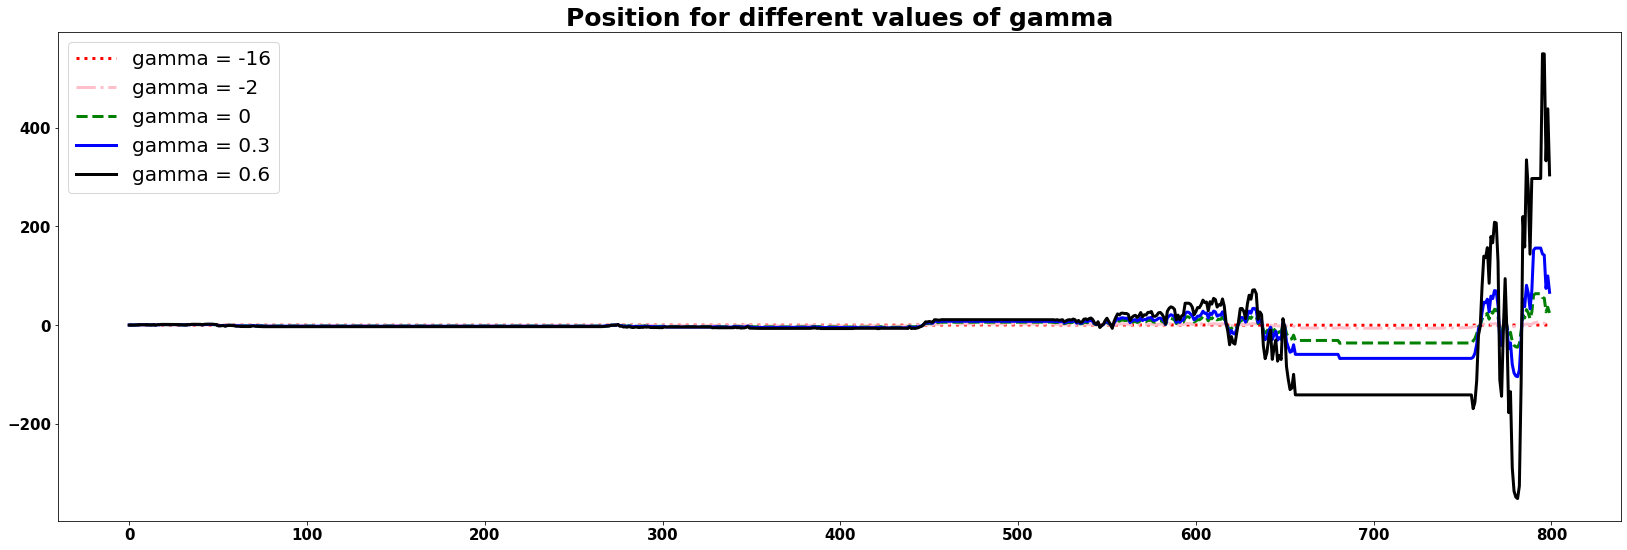 Position for different values of gamma
gamma = -16
gamma = -2
gamma = 0
gamma = 0.3
gamma = 0.6
400
200
0
−200
0 100 200 300 400 500 600 700 800